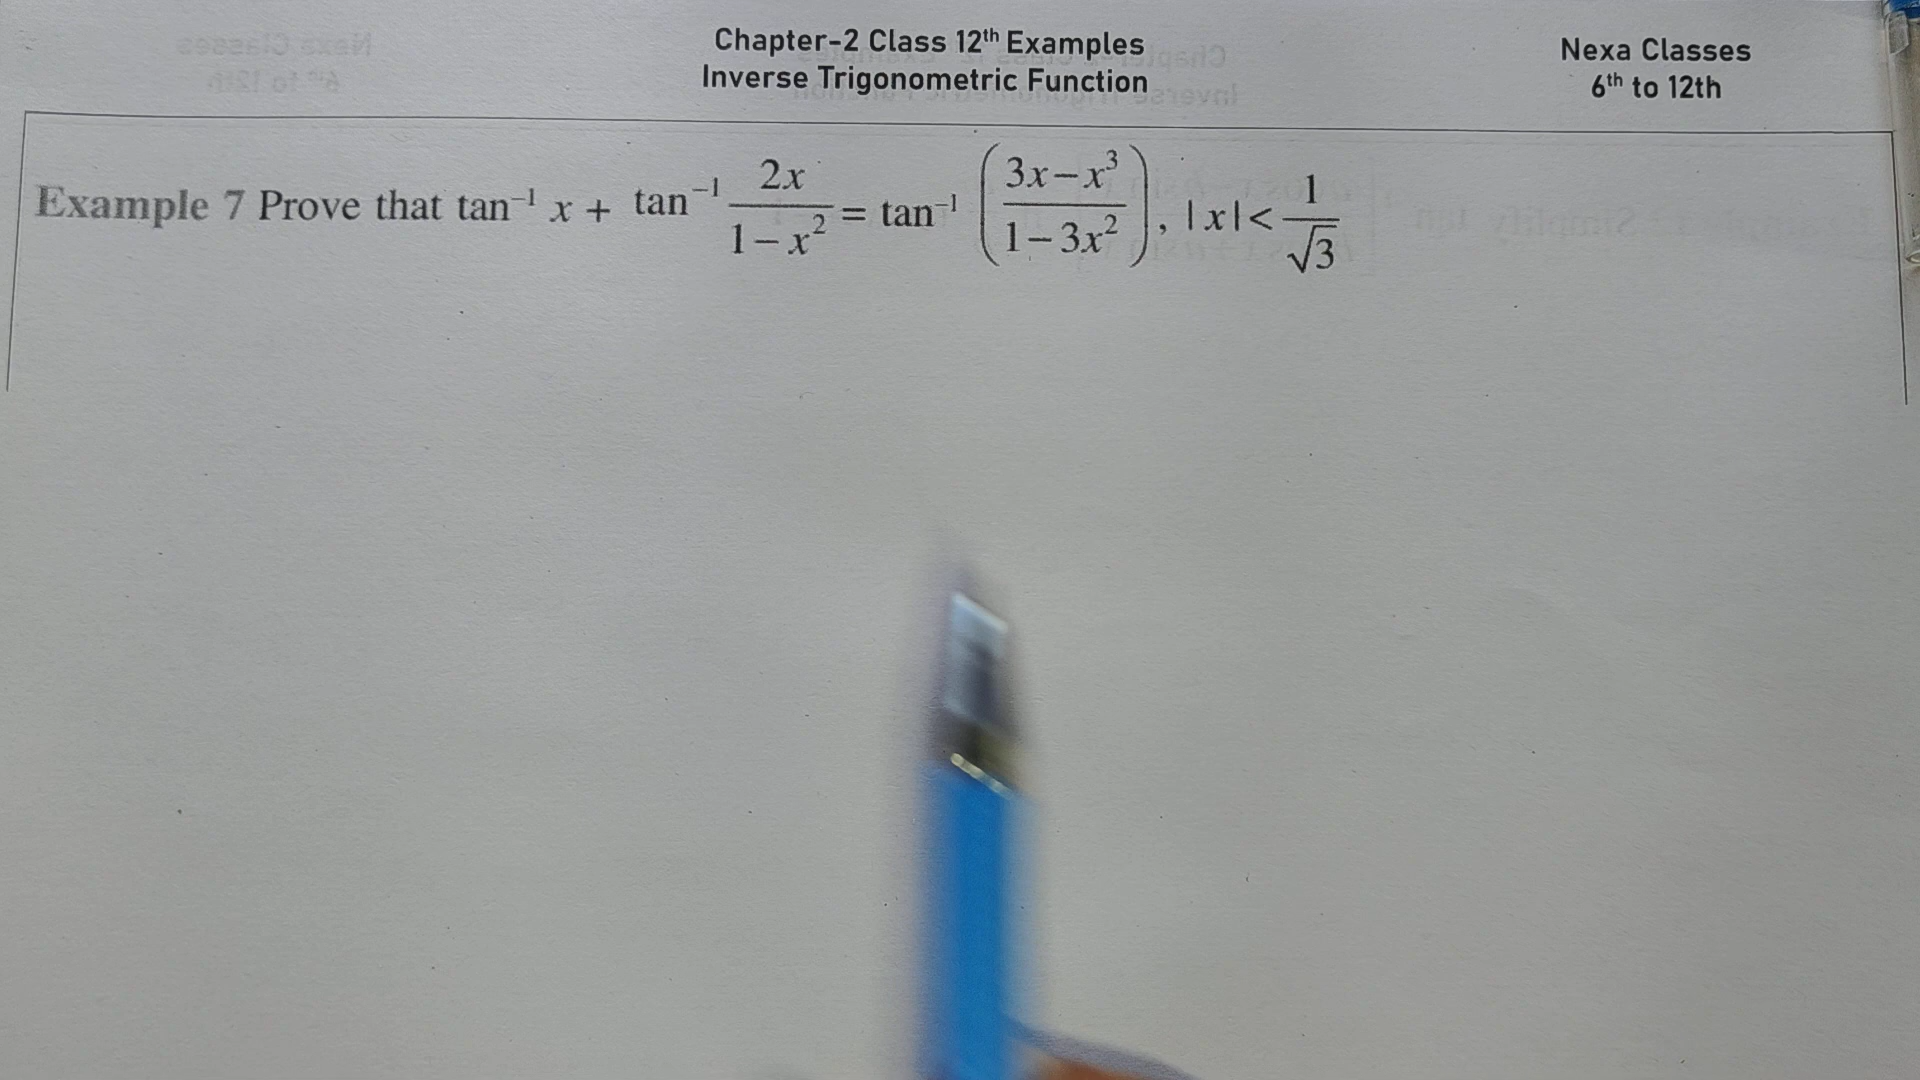 Chapter-2 Class 12th Examples
Inverse Trigonometric Function
Nexa Classes
6th to 12th
Example 7 Prove that tan⁻¹ x + tan⁻¹ 2x/(1−x²) = tan⁻¹ ((3x−x³)/(1−3x²)), |x| < 1/√3